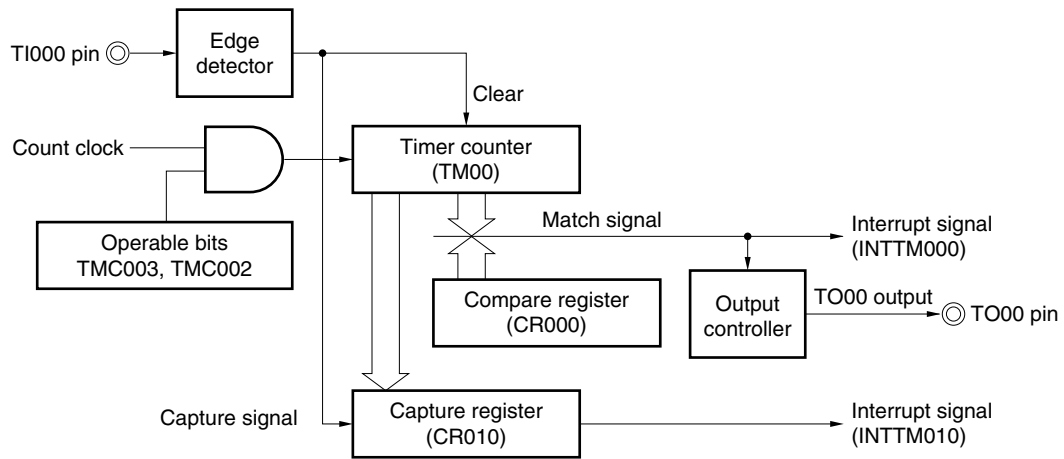 TI000 pin
Edge
detector
Clear
Count clock
Timer counter
(TM00)
Operable bits
TMC003, TMC002
Match signal
Interrupt signal
(INTTM000)
Compare register
(CR000)
Output
controller
TO00 output
TO00 pin
Capture signal
Capture register
(CR010)
Interrupt signal
(INTTM010)